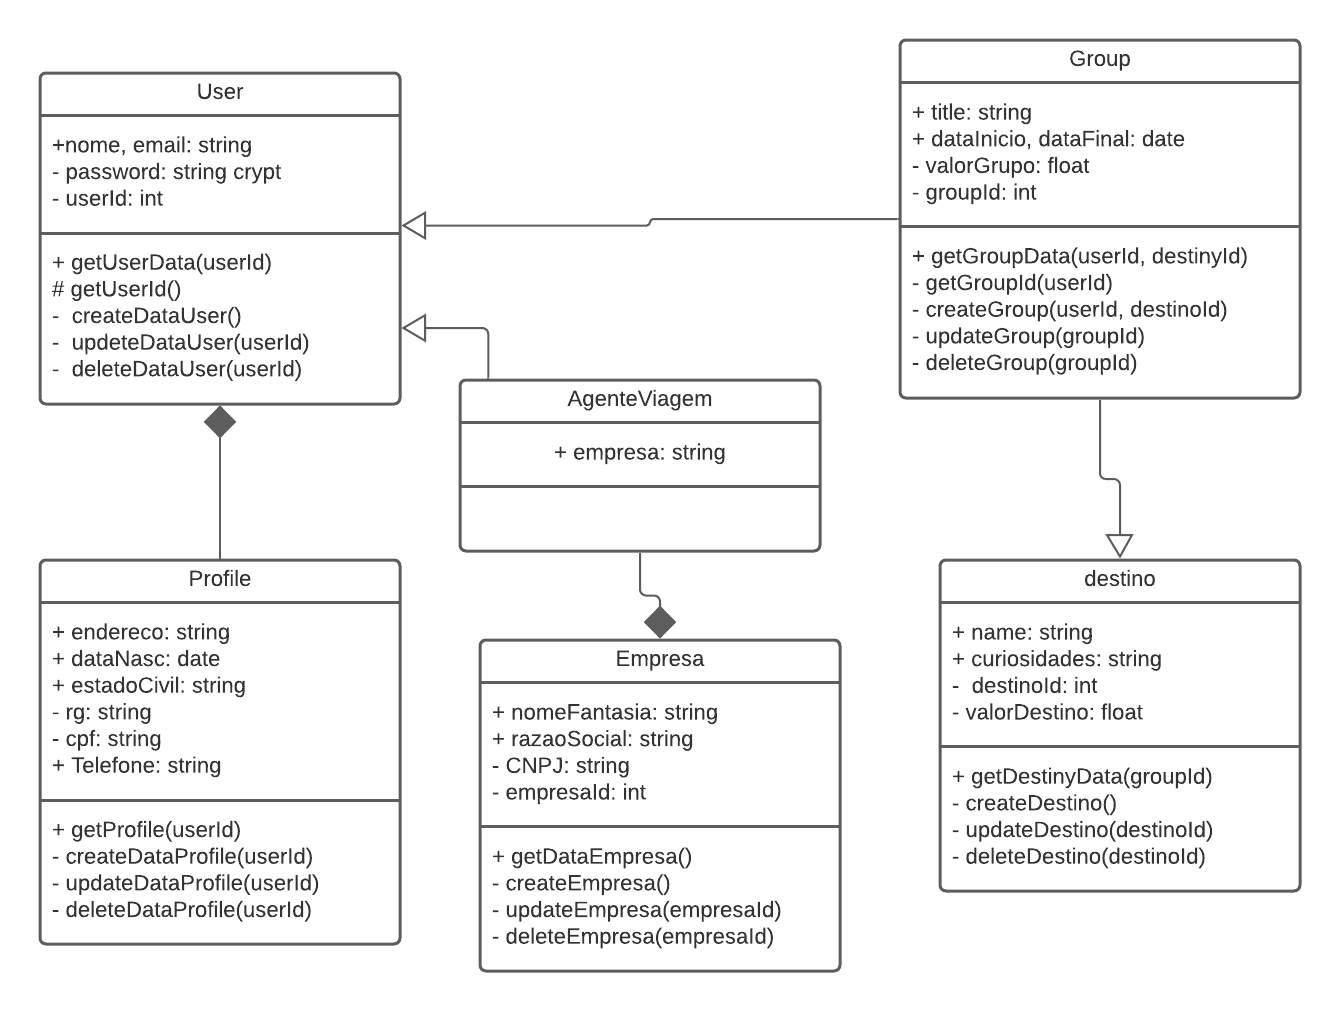 User
+nome, email: string
- password: string crypt
- userId: int
+ getUserData(userId)
# getUserId()
-  createDataUser()
-  updeteDataUser(userId)
-  deleteDataUser(userId)
Group
+ title: string
+ dataInicio, dataFinal: date
- valorGrupo: float
- groupId: int
+ getGroupData(userId, destinyId)
- getGroupId(userId)
- createGroup(userId, destinoId)
- updateGroup(groupId)
- deleteGroup(groupId)
AgenteViagem
+ empresa: string
Profile
+ endereco: string
+ dataNasc: date
+ estadoCivil: string
- rg: string
- cpf: string
+ Telefone: string
+ getProfile(userId)
- createDataProfile(userId)
- updateDataProfile(userId)
- deleteDataProfile(userId)
Empresa
+ nomeFantasia: string
+ razaoSocial: string
- CNPJ: string
- empresaId: int
+ getDataEmpresa()
- createEmpresa()
- updateEmpresa(empresaId)
- deleteEmpresa(empresaId)
destino
+ name: string
+ curiosidades: string
-  destinoId: int
- valorDestino: float
+ getDestinyData(groupId)
- createDestino()
- updateDestino(destinoId)
- deleteDestino(destinoId)